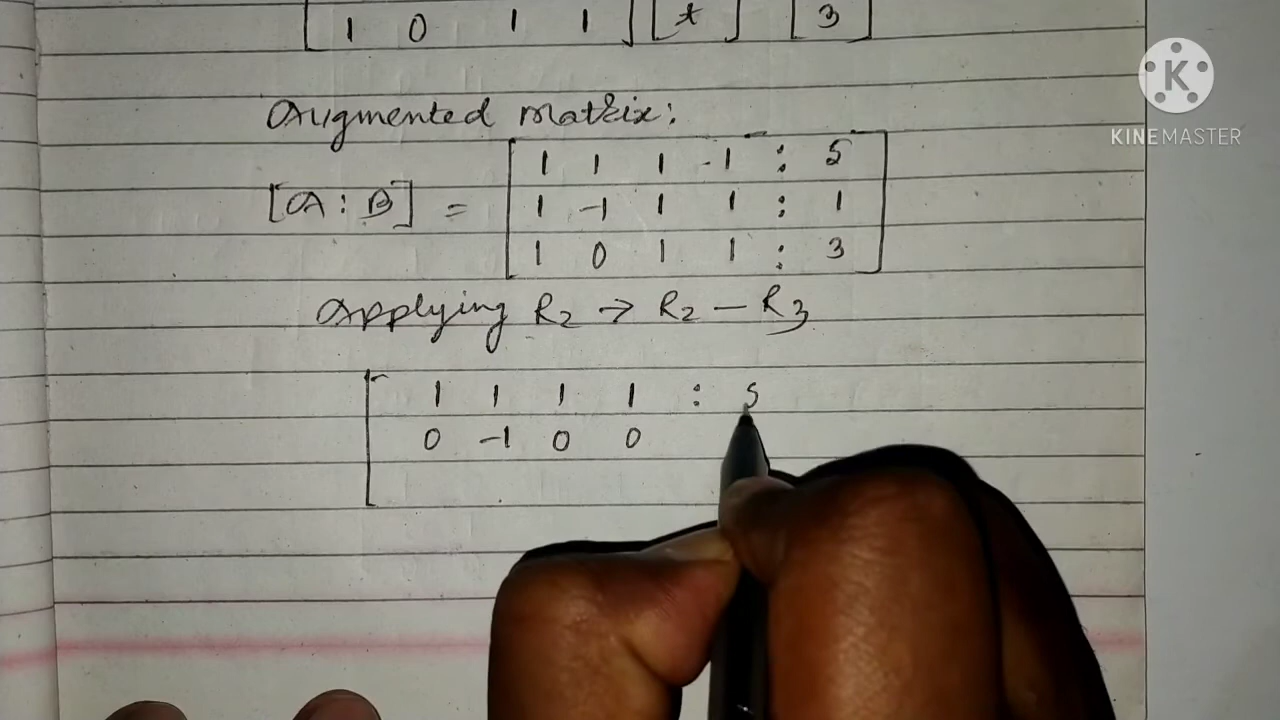 1 0 1 1 t 3
K
KINEMASTER
Augmented matrix:
1 1 1 -1 : 5
[A : B] = 1 -1 1 1 : 1
1 0 1 1 : 3
Applying R2 → R2 - R3
1 1 1 1 : 5
0 -1 0 0